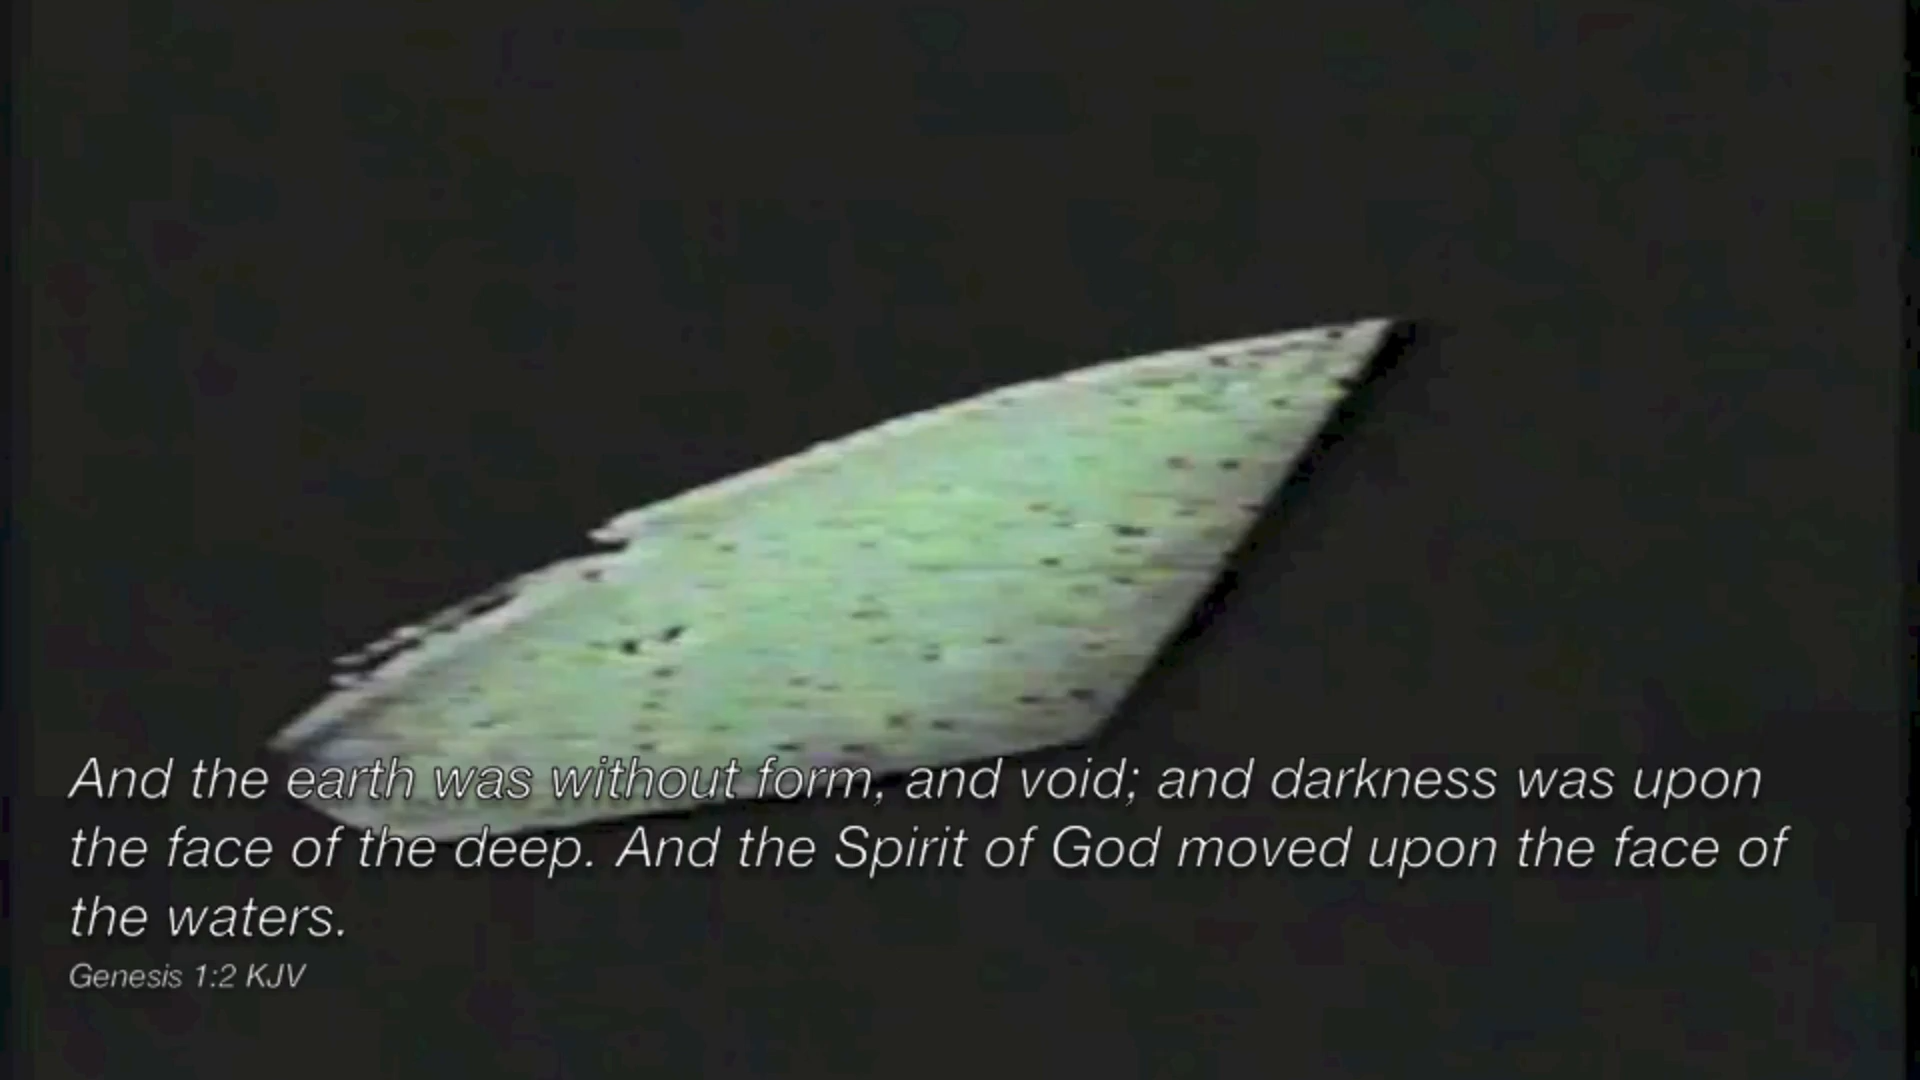 And the earth was without form, and void; and darkness was upon
the face of the deep. And the Spirit of God moved upon the face of
the waters.
Genesis 1:2 KJV